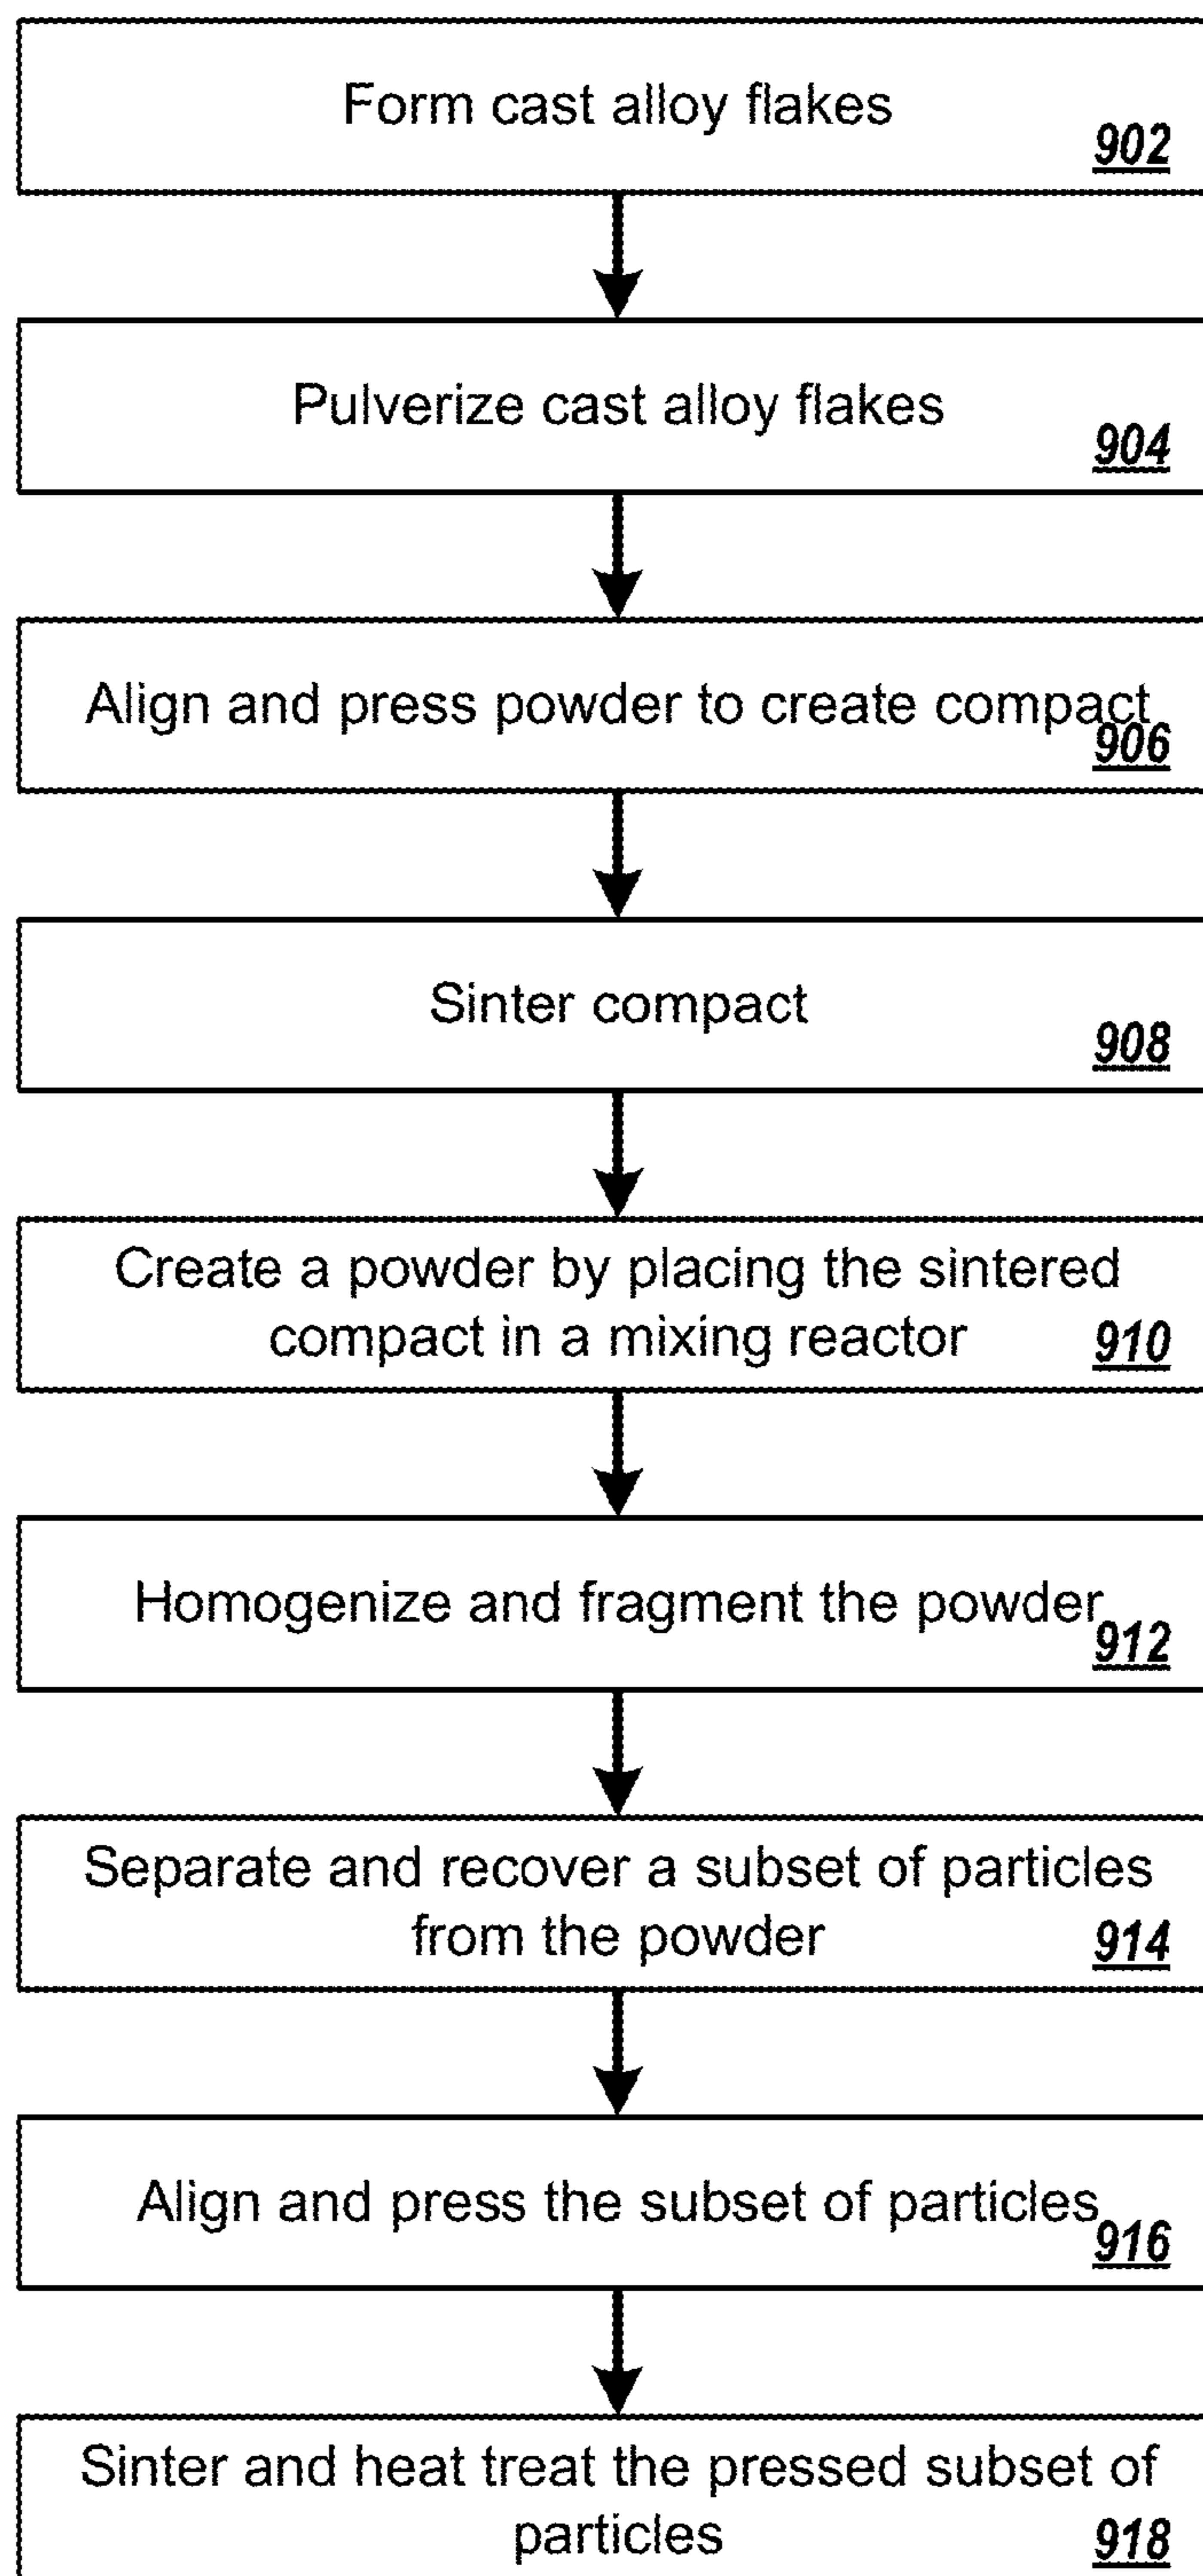 Form cast alloy flakes
902
Pulverize cast alloy flakes
904
Align and press powder to create compact
906
Sinter compact
908
Create a powder by placing the sintered
compact in a mixing reactor
910
Homogenize and fragment the powder
912
Separate and recover a subset of particles
from the powder
914
Align and press the subset of particles
916
Sinter and heat treat the pressed subset of
particles
918